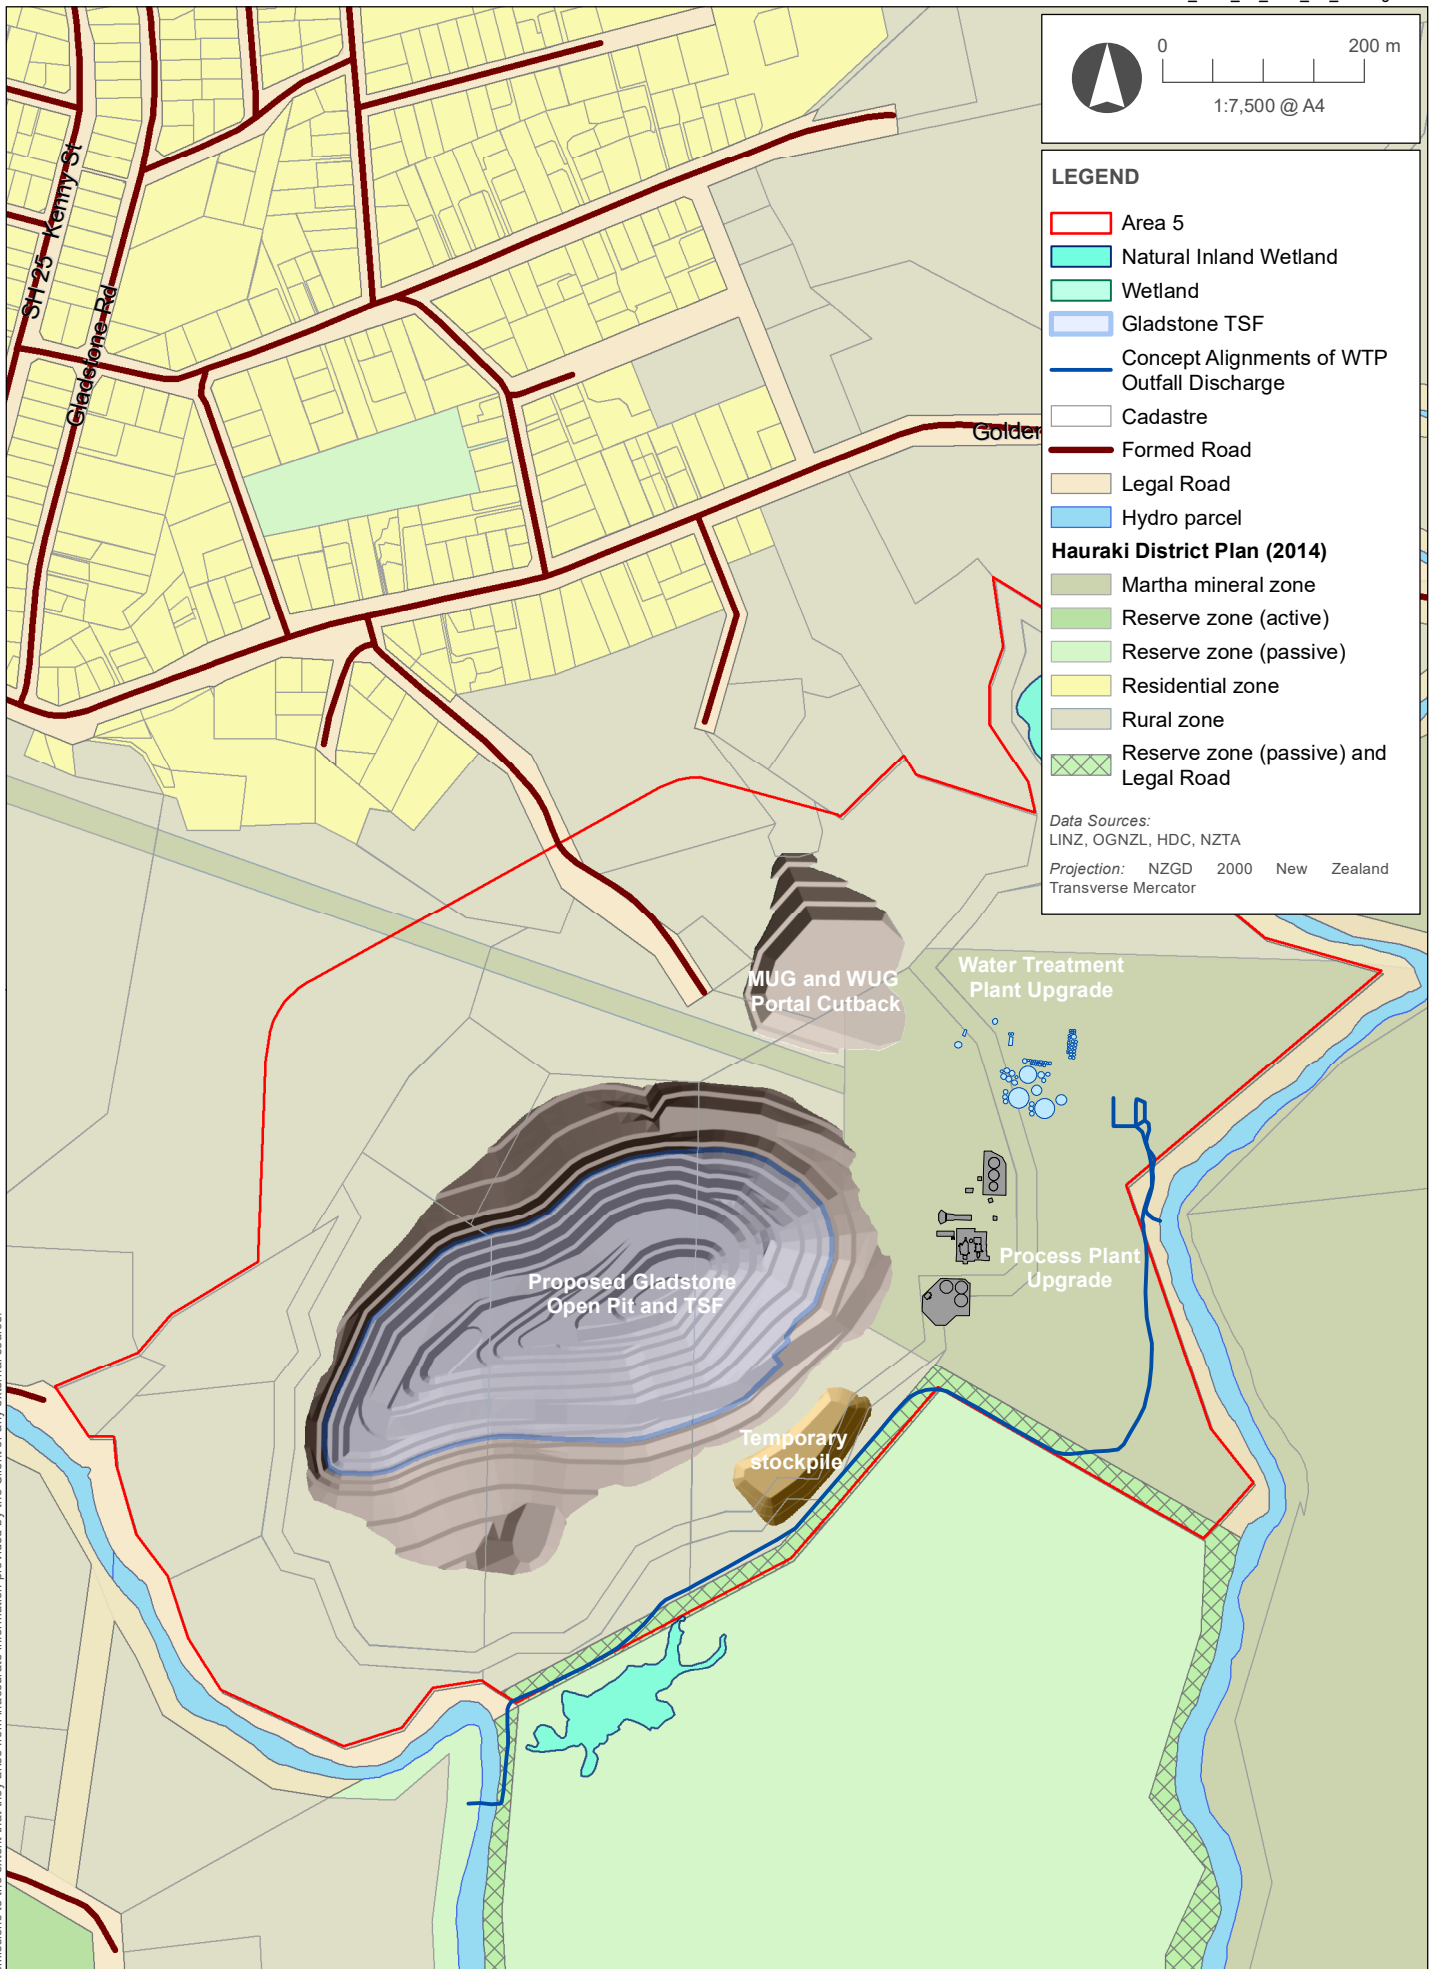 0 200 m
1:7,500 @ A4
LEGEND
Area 5
Natural Inland Wetland
Wetland
Gladstone TSF
Concept Alignments of WTP
Outfall Discharge
Cadastre
Formed Road
Legal Road
Hydro parcel
Hauraki District Plan (2014)
Martha mineral zone
Reserve zone (active)
Reserve zone (passive)
Residential zone
Rural zone
Reserve zone (passive) and
Legal Road
Data Sources:
LINZ, OGNZL, HDC, NZTA
Projection: NZGD 2000 New Zealand
Transverse Mercator
SH 25 Kenny St
Gladstone Rd
Golden
MUG and WUG
Portal Cutback
Water Treatment
Plant Upgrade
Process Plant
Upgrade
Proposed Gladstone
Open Pit and TSF
Temporary
stockpile